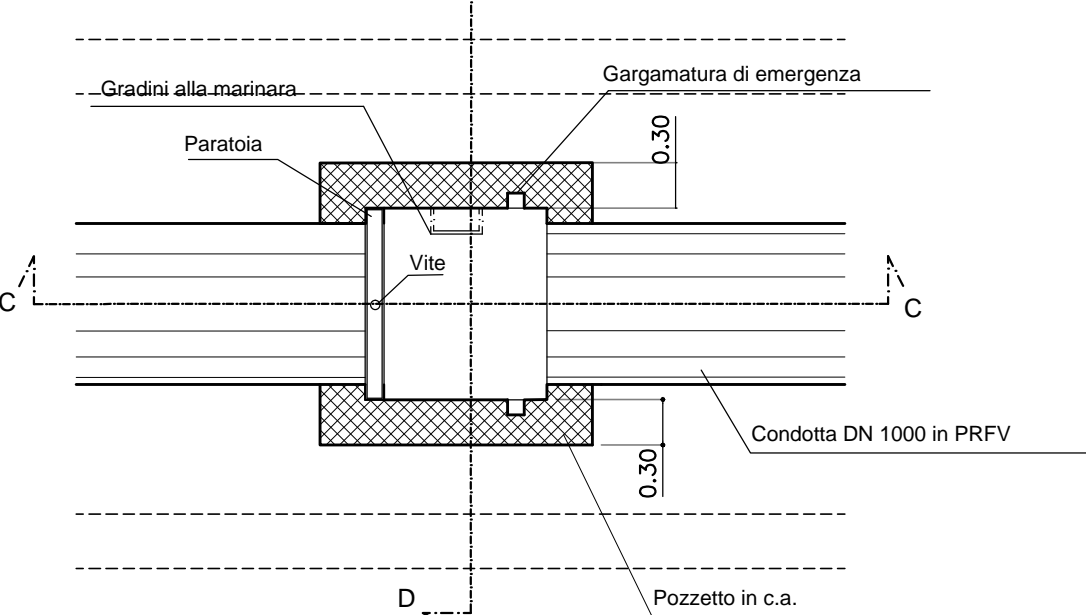 Gargamatura di emergenza
Gradini alla marinara
0.30
Paratoia
Vite
C
C
Condotta DN 1000 in PRFV
0.30
D
Pozzetto in c.a.